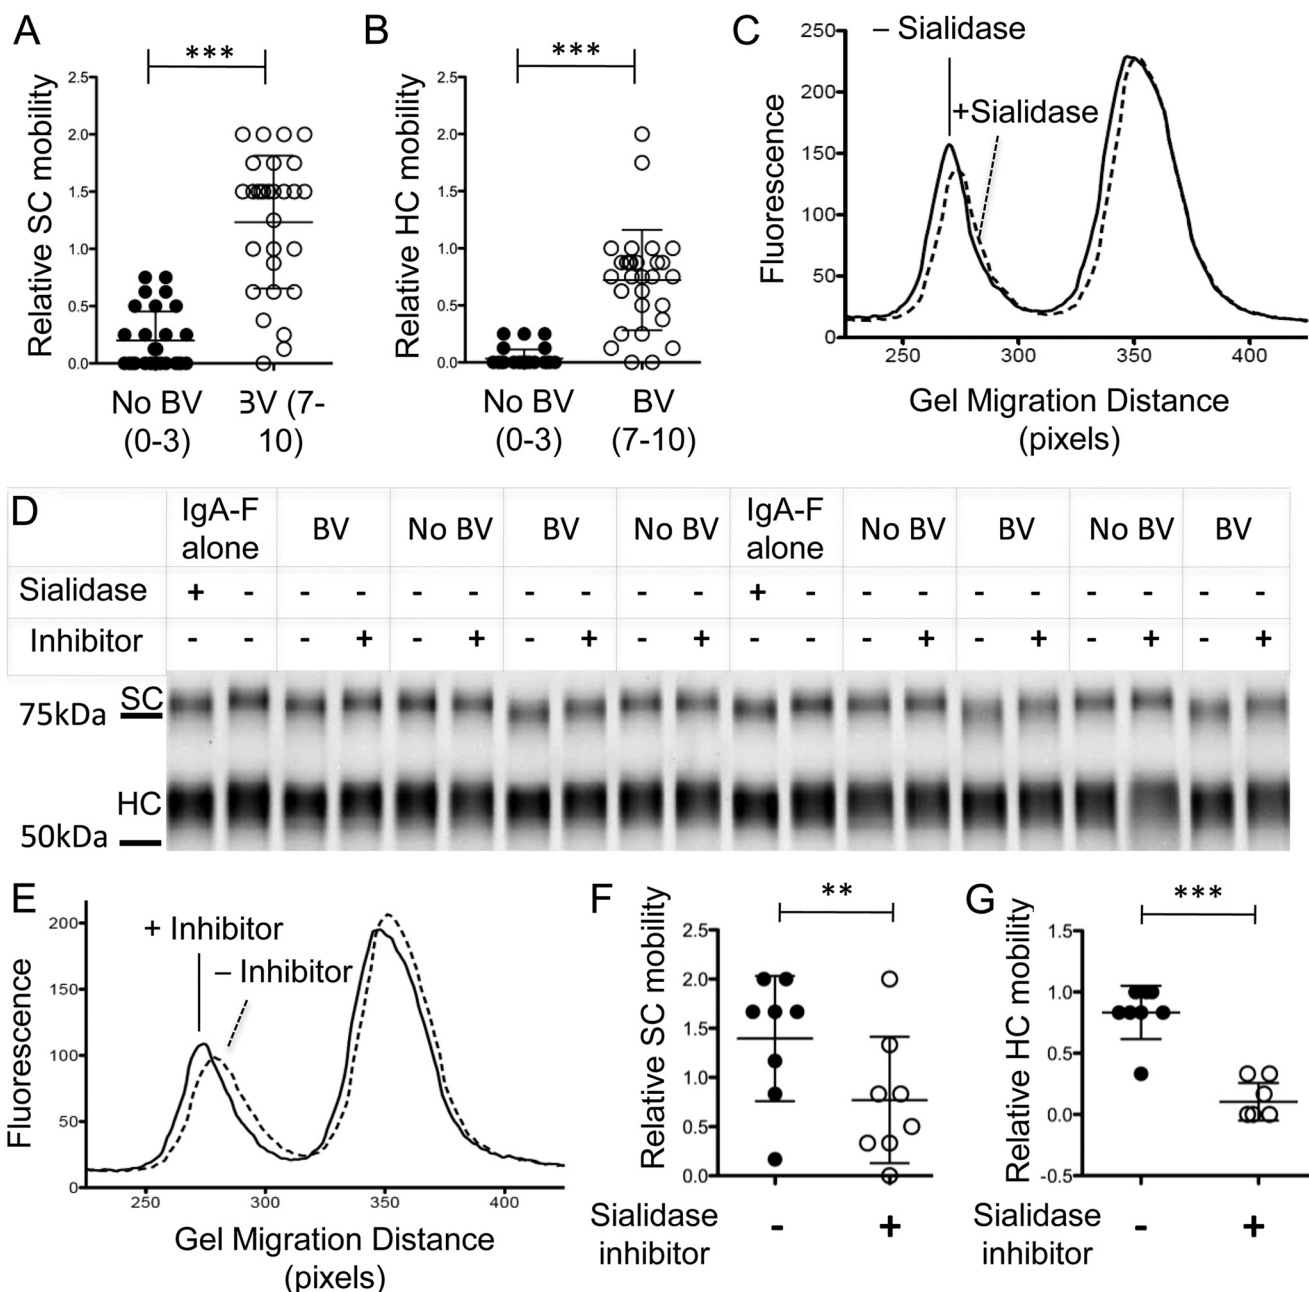 A
***
Relative SC mobility
2.5
2.0
1.5
1.0
0.5
0.0
No BV
(0-3)
BV (7-
10)
B
***
Relative HC mobility
2.5
2.0
1.5
1.0
0.5
0.0
No BV
(0-3)
BV
(7-10)
C
– Sialidase
+Sialidase
Fluorescence
250
200
150
100
50
0
250 300 350 400
Gel Migration Distance
(pixels)
D
IgA-F
alone
BV
No BV
BV
No BV
IgA-F
alone
No BV
BV
No BV
BV
Sialidase + - - - - - - - - - + - - - - - - - - -
Inhibitor - - - + - + - + - + - - - + - + - + - +
SC
75kDa
HC
50kDa
E
+ Inhibitor
– Inhibitor
Fluorescence
200
150
100
50
0
250 300 350 400
Gel Migration Distance
(pixels)
F
**
Relative SC mobility
2.5
2.0
1.5
1.0
0.5
0.0
Sialidase
inhibitor
- +
G
***
Relative HC mobility
1.5
1.0
0.5
0.0
-0.5
Sialidase
inhibitor
- +